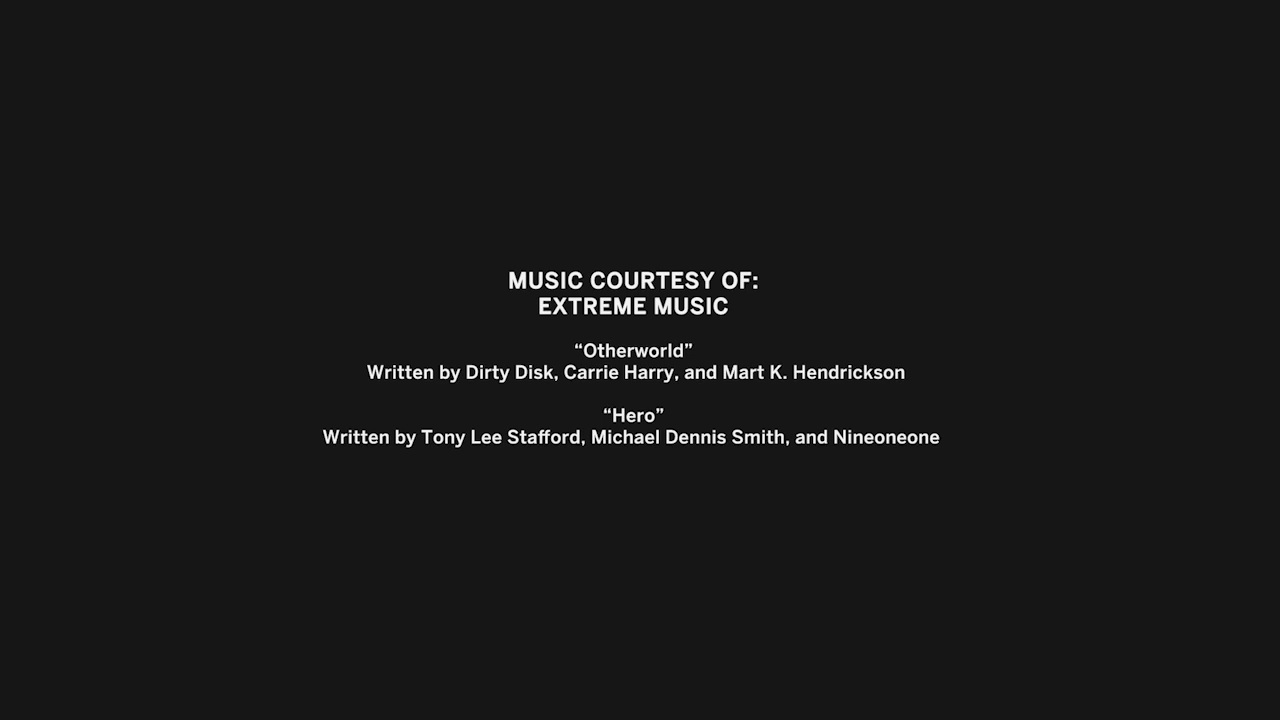 MUSIC COURTESY OF:
EXTREME MUSIC
“Otherworld”
Written by Dirty Disk, Carrie Harry, and Mart K. Hendrickson
“Hero”
Written by Tony Lee Stafford, Michael Dennis Smith, and Nineoneone